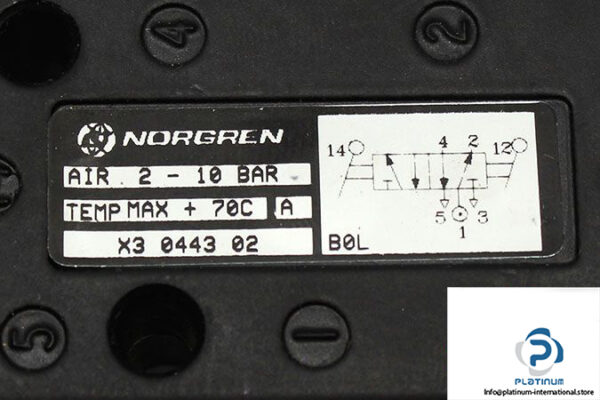 4
2
NORGREN
AIR 2 - 10 BAR
TEMP MAX + 70C A
X3 0443 02
14
4 2
12
5 3
1
B0L
5
1
PLATINUM
Info@platinum-international.store